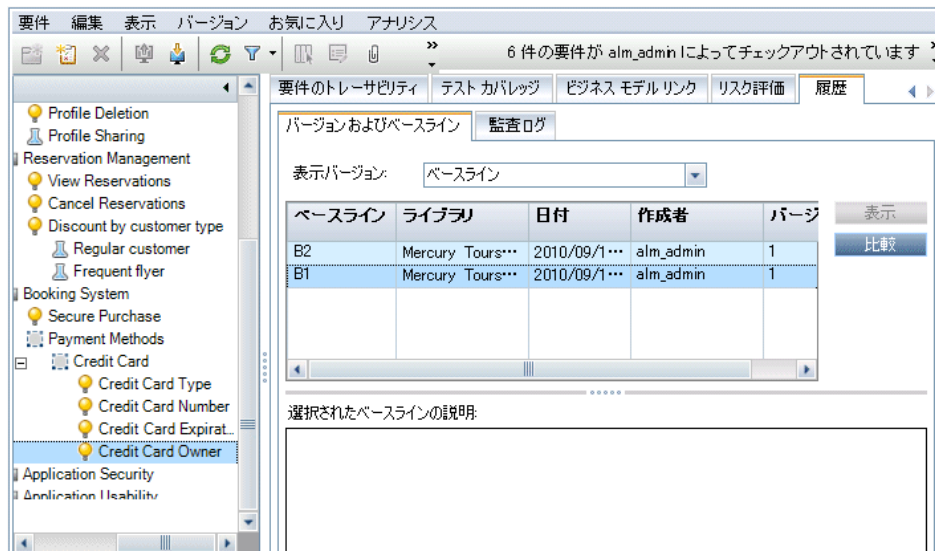 要件 編集 表示 バージョン お気に入り アナリシス
6 件の要件が alm_admin によってチェックアウトされています
Profile Deletion
Profile Sharing
Reservation Management
View Reservations
Cancel Reservations
Discount by customer type
Regular customer
Frequent flyer
Booking System
Secure Purchase
Payment Methods
Credit Card
Credit Card Type
Credit Card Number
Credit Card Expirat...
Credit Card Owner
Application Security
Application Usability
要件のトレーサビリティ テスト カバレッジ ビジネス モデル リンク リスク評価 履歴
バージョンおよびベースライン 監査ログ
表示バージョン: ベースライン
ベースライン ライブラリ 日付 作成者 バージ
B2 Mercury Tours… 2010/09/1… alm_admin 1
B1 Mercury Tours… 2010/09/1… alm_admin 1
表示
比較
選択されたベースラインの説明: